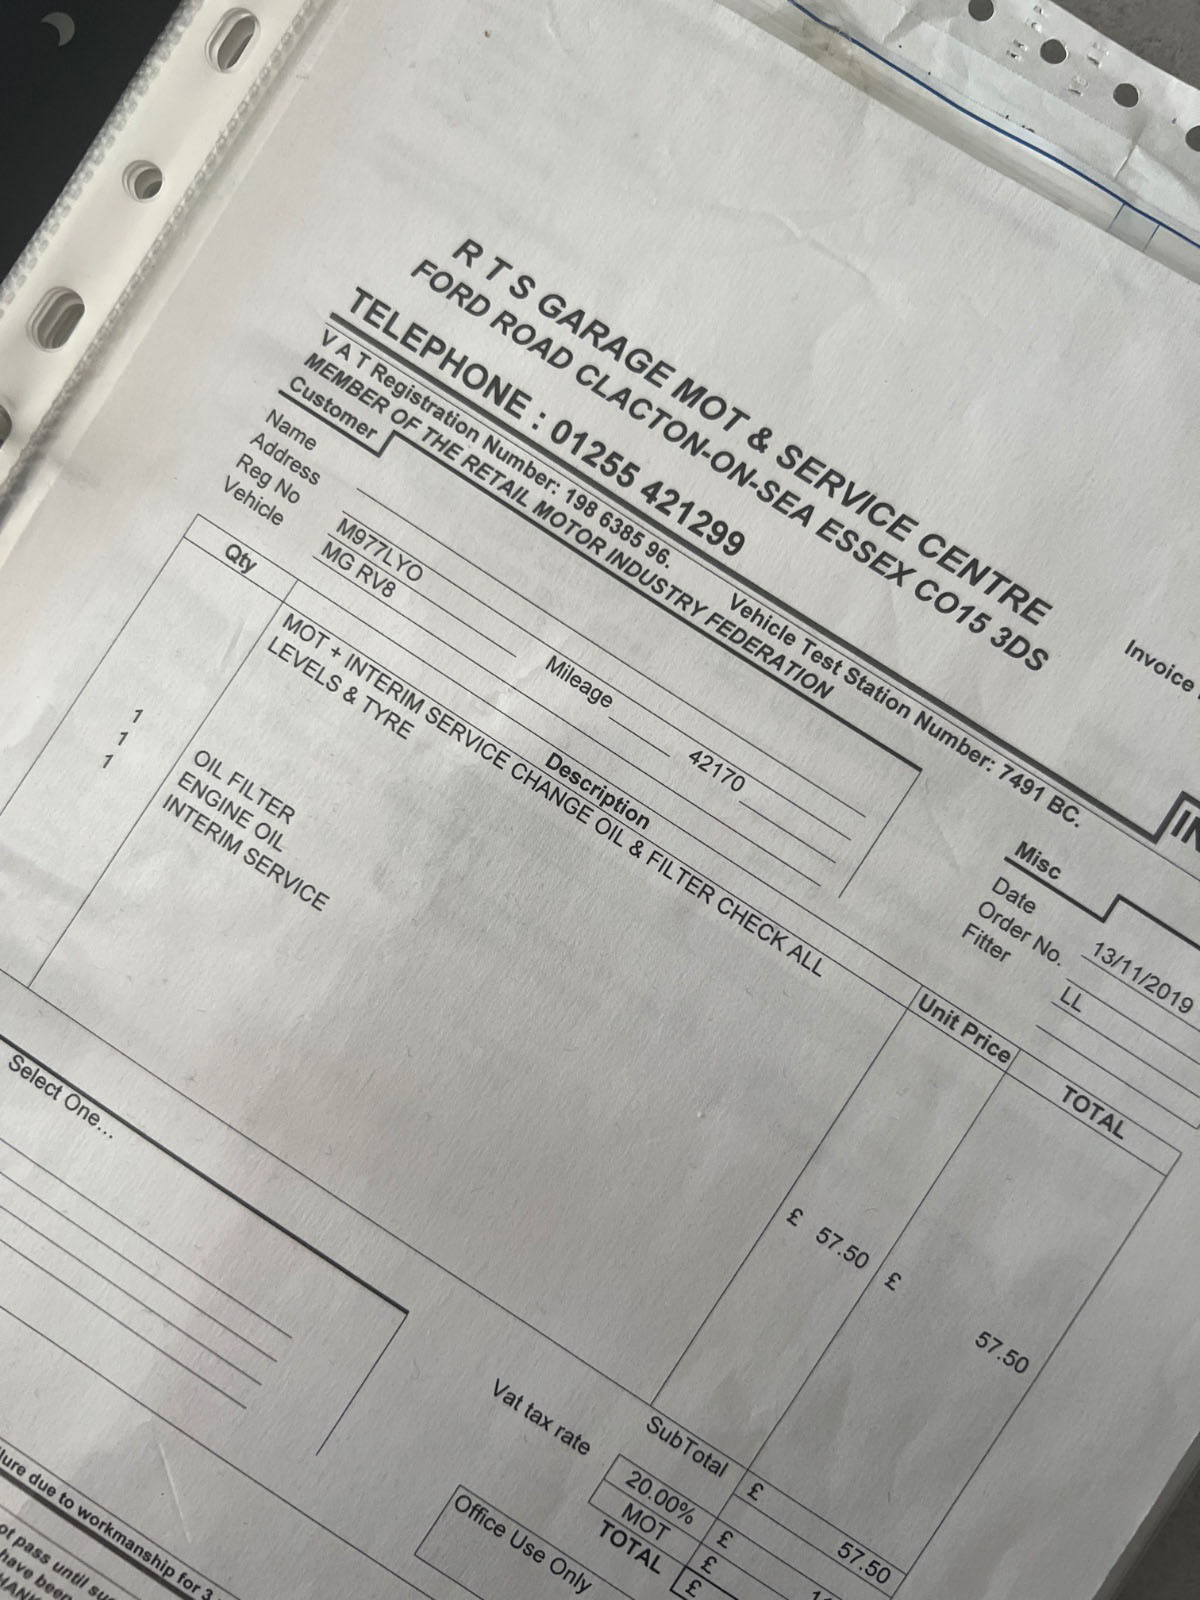 R T S GARAGE MOT & SERVICE CENTRE
FORD ROAD CLACTON-ON-SEA ESSEX CO15 3DS
TELEPHONE : 01255 421299
V A T Registration Number: 198 6385 96. Vehicle Test Station Number: 7491 BC.
MEMBER OF THE RETAIL MOTOR INDUSTRY FEDERATION
Invoice
IN
Customer
Name
Address
Reg No M977LYO Mileage 42170
Vehicle MG RV8
Misc
Date 13/11/2019
Order No. LL
Fitter
Qty Description Unit Price TOTAL
MOT + INTERIM SERVICE CHANGE OIL & FILTER CHECK ALL
LEVELS & TYRE
1 OIL FILTER
1 ENGINE OIL
1 INTERIM SERVICE £ 57.50 £ 57.50
SubTotal £ 57.50
Vat tax rate 20.00% £
MOT £
TOTAL £
Select One...
Office Use Only
lure due to workmanship for 3
ot pass until
have been